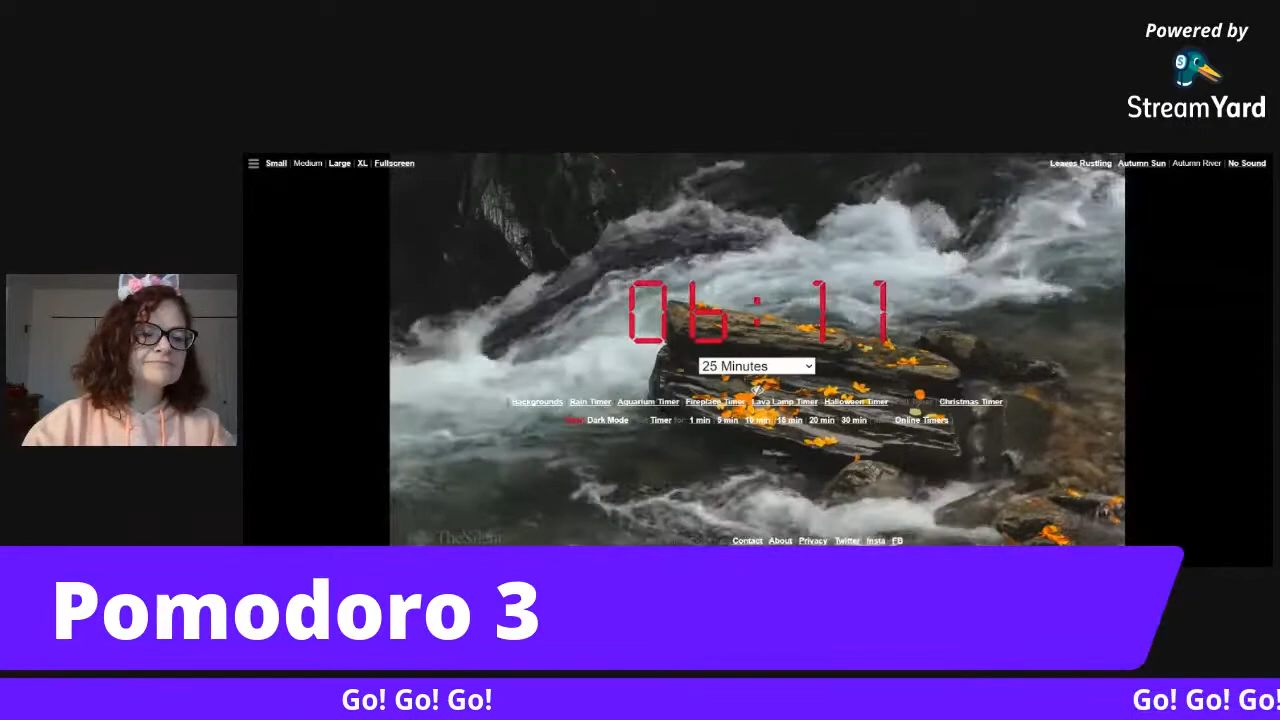 Powered by
StreamYard
Small | Medium | Large | XL | Fullscreen
Leaves Rustling Autumn Sun | Autumn River | No Sound
06:11
25 Minutes
Backgrounds Rain Timer Aquarium Timer Fireplace Timer Lava Lamp Timer Halloween Timer Christmas Timer
Dark Mode Timer for 1 min 5 min 10 min 15 min 20 min 30 min Online Timers
TheSilent
Contact About Privacy Twitter Insta FB
Pomodoro 3
Go! Go! Go! Go! Go! Go!